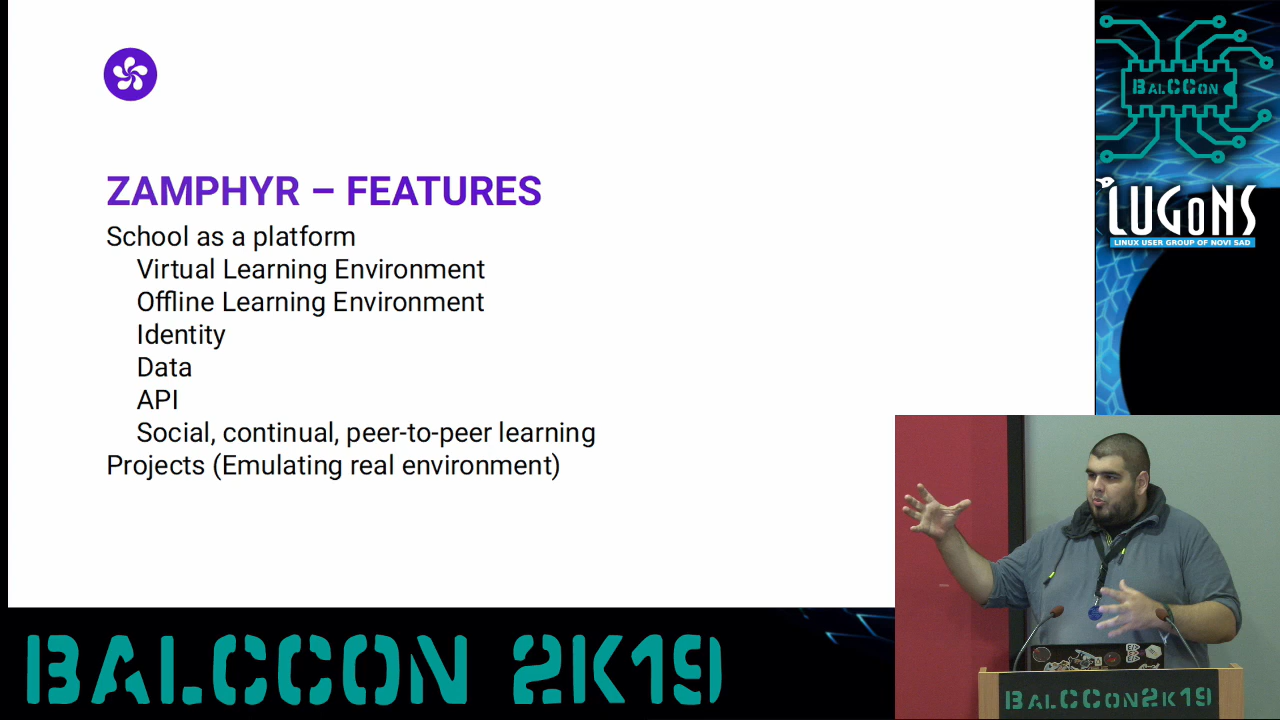 ZAMPHYR – FEATURES
School as a platform
Virtual Learning Environment
Offline Learning Environment
Identity
Data
API
Social, continual, peer-to-peer learning
Projects (Emulating real environment)
BALCCON
LUGONS
LINUX USER GROUP OF NOVI SAD
BALCCON 2K19
BALCCON2K19